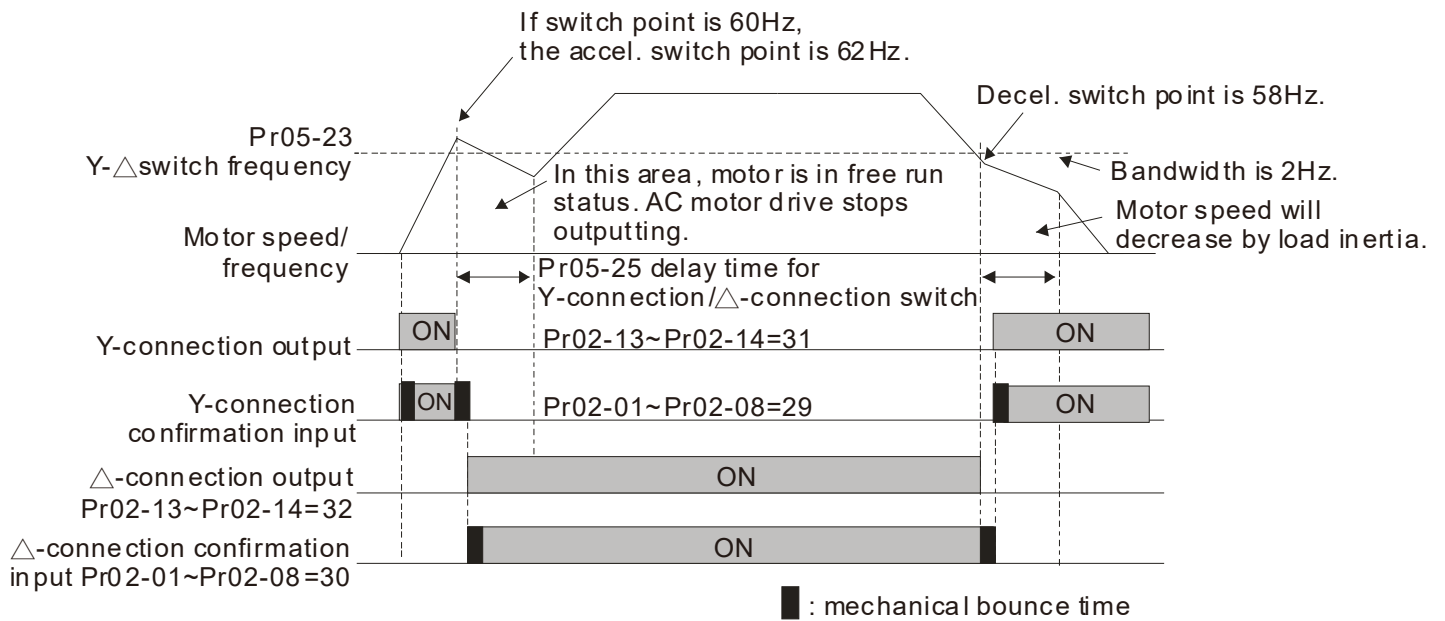 If switch point is 60Hz,
the accel. switch point is 62Hz.
Decel. switch point is 58Hz.
Pr05-23
Y-△switch frequency
In this area, motor is in free run
status. AC motor drive stops
outputting.
Bandwidth is 2Hz.
Motor speed will
decrease by load inertia.
Motor speed/
frequency
Pr05-25 delay time for
Y-connection/△-connection switch
Y-connection output
ON
Pr02-13~Pr02-14=31
ON
Y-connection
confirmation input
ON
Pr02-01~Pr02-08=29
ON
△-connection output
Pr02-13~Pr02-14=32
ON
△-connection confirmation
input Pr02-01~Pr02-08=30
ON
: mechanical bounce time